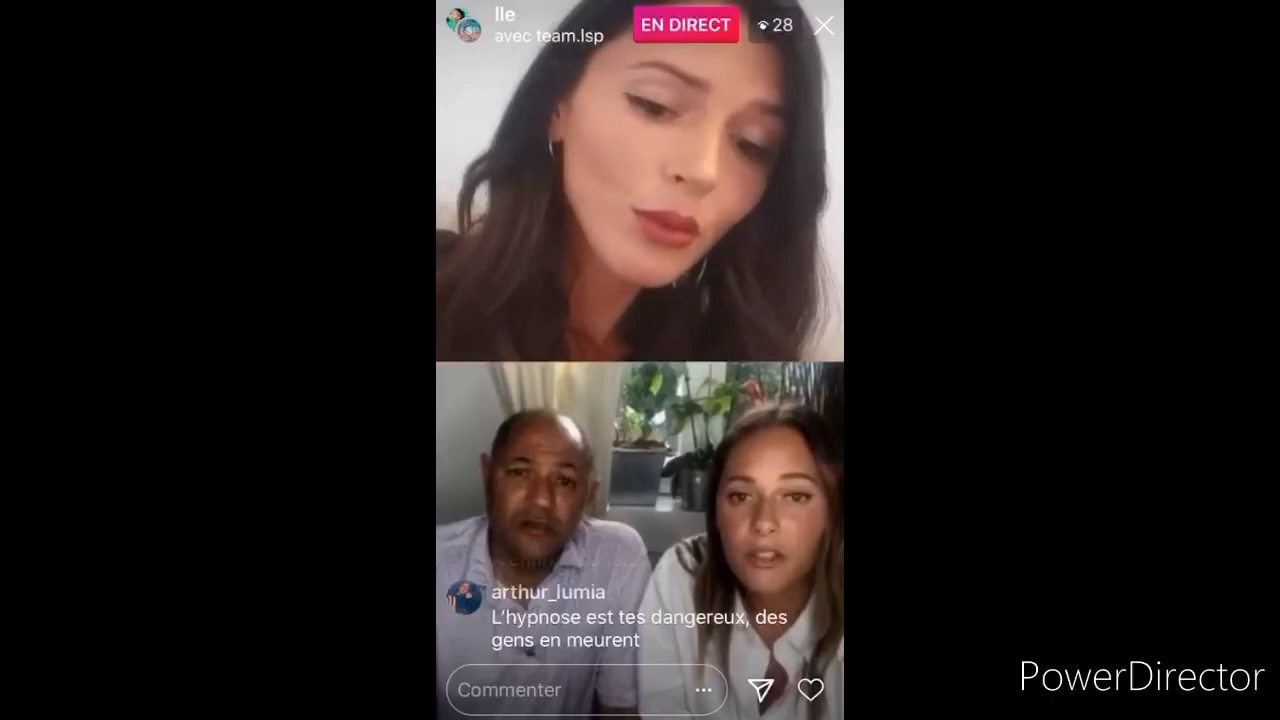 lle
avec team.lsp
EN DIRECT
28
arthur_lumia
L'hypnose est tes dangereux, des
gens en meurent
Commenter
PowerDirector